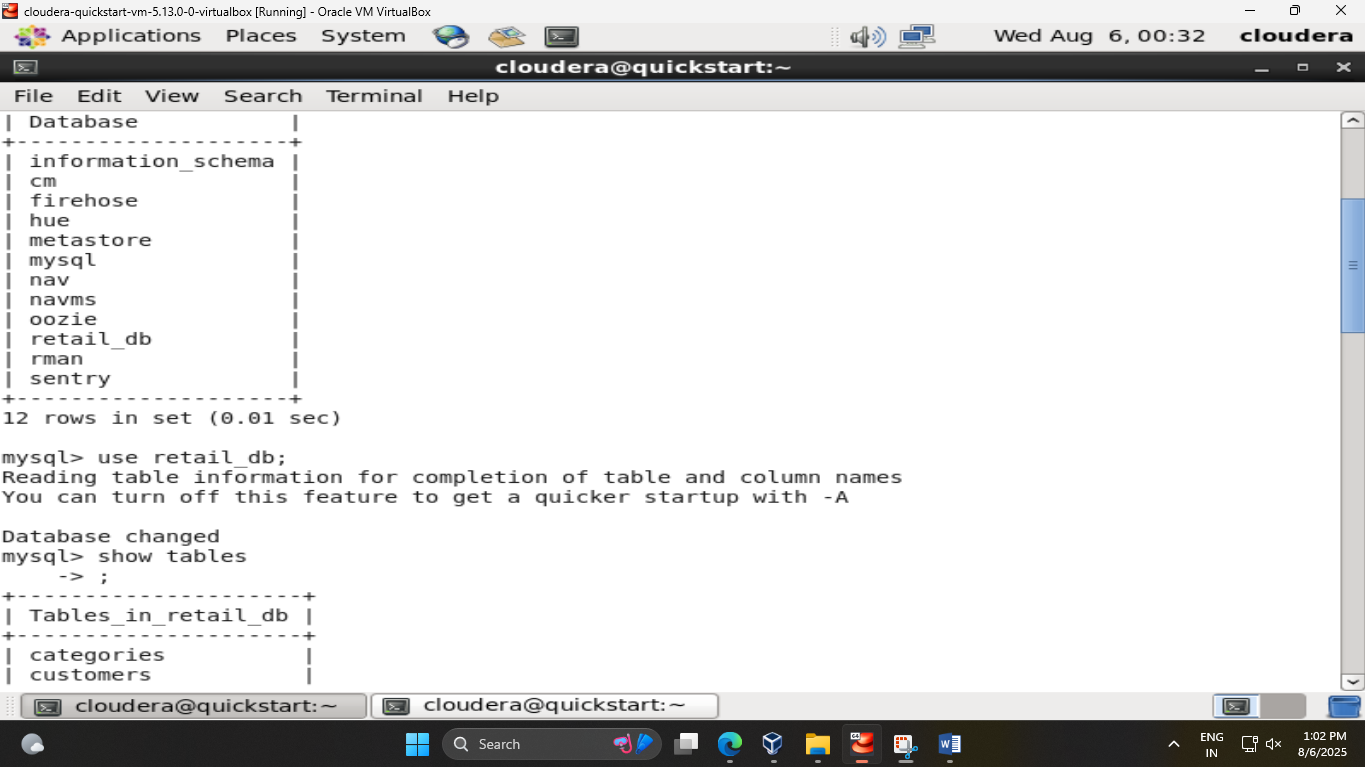 cloudera-quickstart-vm-5.13.0-0-virtualbox [Running] - Oracle VM VirtualBox
Applications Places System Wed Aug 6, 00:32 cloudera
cloudera@quickstart:~
File Edit View Search Terminal Help
| Database |
+--------------------+
| information_schema |
| cm |
| firehose |
| hue |
| metastore |
| mysql |
| nav |
| navms |
| oozie |
| retail_db |
| rman |
| sentry |
+--------------------+
12 rows in set (0.01 sec)
mysql> use retail_db;
Reading table information for completion of table and column names
You can turn off this feature to get a quicker startup with -A
Database changed
mysql> show tables
-> ;
+---------------------+
| Tables_in_retail_db |
+---------------------+
| categories |
| customers |
cloudera@quickstart:~ cloudera@quickstart:~
Search ENG 1:02 PM
IN 8/6/2025